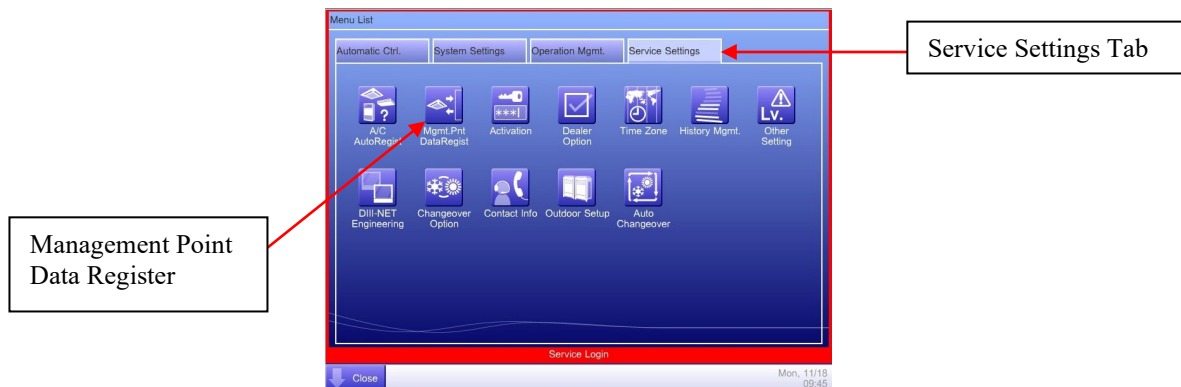 Menu List
Automatic Ctrl.
System Settings
Operation Mgmt.
Service Settings
Service Settings Tab
***I
Lv.
A/C
AutoRegist
Mgmt.Pnt
DataRegist
Activation
Dealer
Option
Time Zone
History Mgmt.
Other
Setting
DIII-NET
Engineering
Changeover
Option
Contact Info
Outdoor Setup
Auto
Changeover
Management Point
Data Register
Service Login
Close
Mon, 11/18
09:45